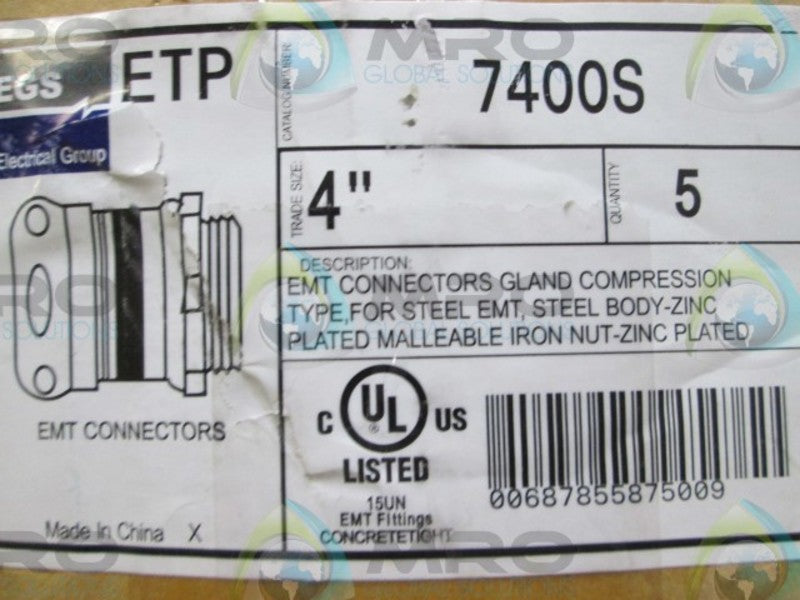 EGS
Electrical Group
ETP
CATALOG NUMBER
7400S
TRADE SIZE:
4"
QUANTITY
5
DESCRIPTION:
EMT CONNECTORS GLAND COMPRESSION
TYPE,FOR STEEL EMT, STEEL BODY-ZINC
PLATED MALLEABLE IRON NUT-ZINC PLATED
EMT CONNECTORS
Made In China X
C UL US
®
LISTED
15UN
EMT Fittings
CONCRETETIGHT
00687855875009
MRO
GLOBAL SOLUTIONS